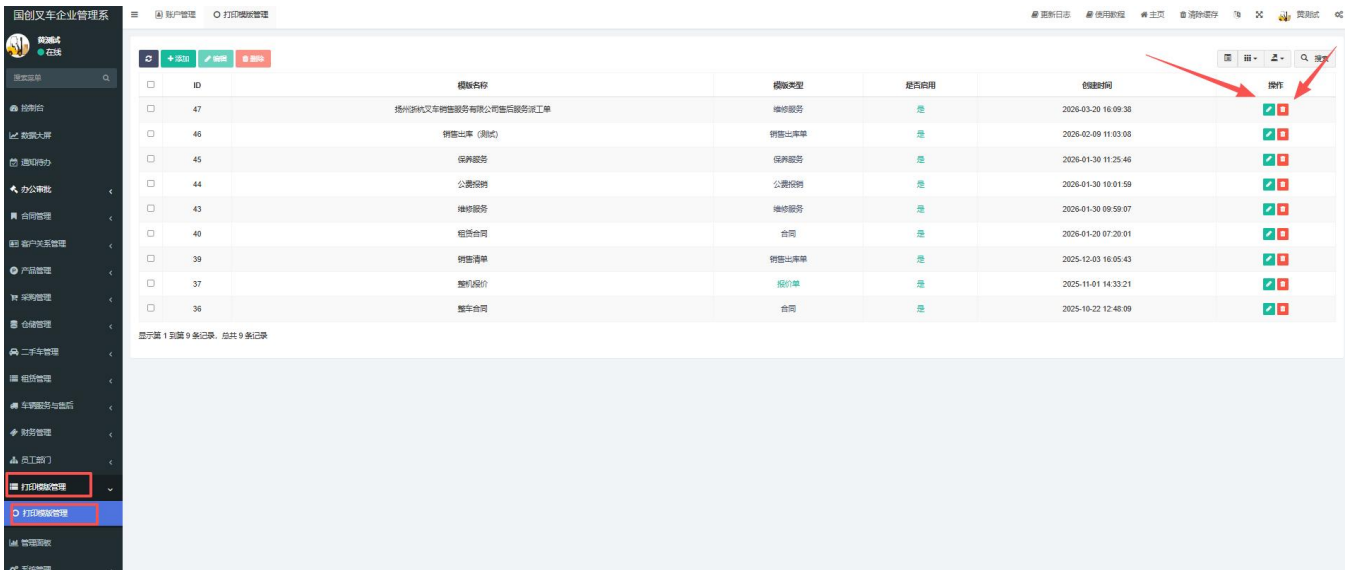 国创叉车企业管理系
账户管理
打印模版管理
更新日志
使用教程
主页
清除缓存
黄测试
黄测试
在线
搜索菜单
控制台
数据大屏
通知待办
办公审批
合同管理
客户关系管理
产品管理
采购管理
仓储管理
二手车管理
租赁管理
车辆服务与售后
财务管理
员工部门
打印模版管理
打印模版管理
管理面板
系统管理
添加 编辑 删除
搜索
ID 模版名称 模版类型 是否启用 创建时间 操作
47 扬州浙杭叉车销售服务有限公司售后服务派工单 维修服务 是 2026-03-20 16:09:38
46 销售出库（测试） 销售出库单 是 2026-02-09 11:03:08
45 保养服务 保养服务 是 2026-01-30 11:25:46
44 公费报销 公费报销 是 2026-01-30 10:01:59
43 维修服务 维修服务 是 2026-01-30 09:59:07
40 租赁合同 合同 是 2026-01-20 07:20:01
39 销售清单 销售出库单 是 2025-12-03 16:05:43
37 整机报价 报价单 是 2025-11-01 14:33:21
36 整车合同 合同 是 2025-10-22 12:48:09
显示第 1 到第 9 条记录，总共 9 条记录